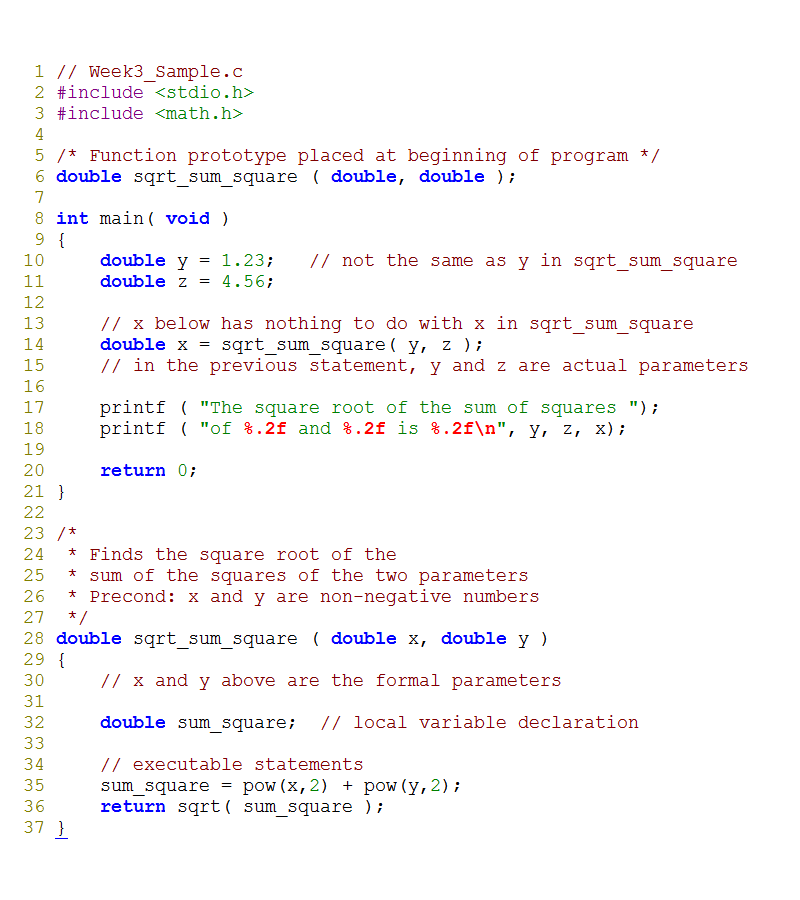 1 // Week3_Sample.c
2 #include <stdio.h>
3 #include <math.h>
4
5 /* Function prototype placed at beginning of program */
6 double sqrt_sum_square ( double, double );
7
8 int main( void )
9 {
10     double y = 1.23;   // not the same as y in sqrt_sum_square
11     double z = 4.56;
12
13     // x below has nothing to do with x in sqrt_sum_square
14     double x = sqrt_sum_square( y, z );
15     // in the previous statement, y and z are actual parameters
16
17     printf ( "The square root of the sum of squares ");
18     printf ( "of %.2f and %.2f is %.2f\n", y, z, x);
19
20     return 0;
21 }
22
23 /*
24  * Finds the square root of the
25  * sum of the squares of the two parameters
26  * Precond: x and y are non-negative numbers
27  */
28 double sqrt_sum_square ( double x, double y )
29 {
30     // x and y above are the formal parameters
31
32     double sum_square;  // local variable declaration
33
34     // executable statements
35     sum_square = pow(x,2) + pow(y,2);
36     return sqrt( sum_square );
37 }